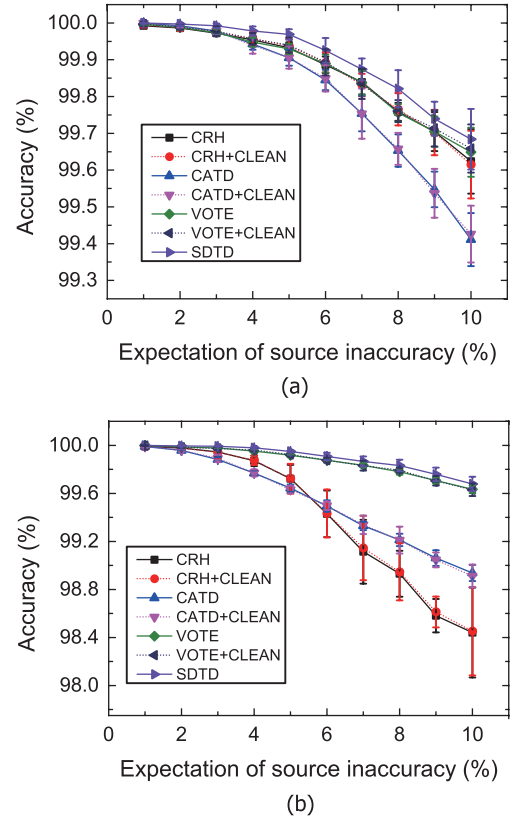 100.0
99.9
99.8
99.7
99.6
99.5
99.4
99.3
Accuracy (%)
CRH
CRH+CLEAN
CATD
CATD+CLEAN
VOTE
VOTE+CLEAN
SDTD
0 2 4 6 8 10
Expectation of source inaccuracy (%)
(a)
100.0
99.6
99.2
98.8
98.4
98.0
Accuracy (%)
CRH
CRH+CLEAN
CATD
CATD+CLEAN
VOTE
VOTE+CLEAN
SDTD
0 2 4 6 8 10
Expectation of source inaccuracy (%)
(b)